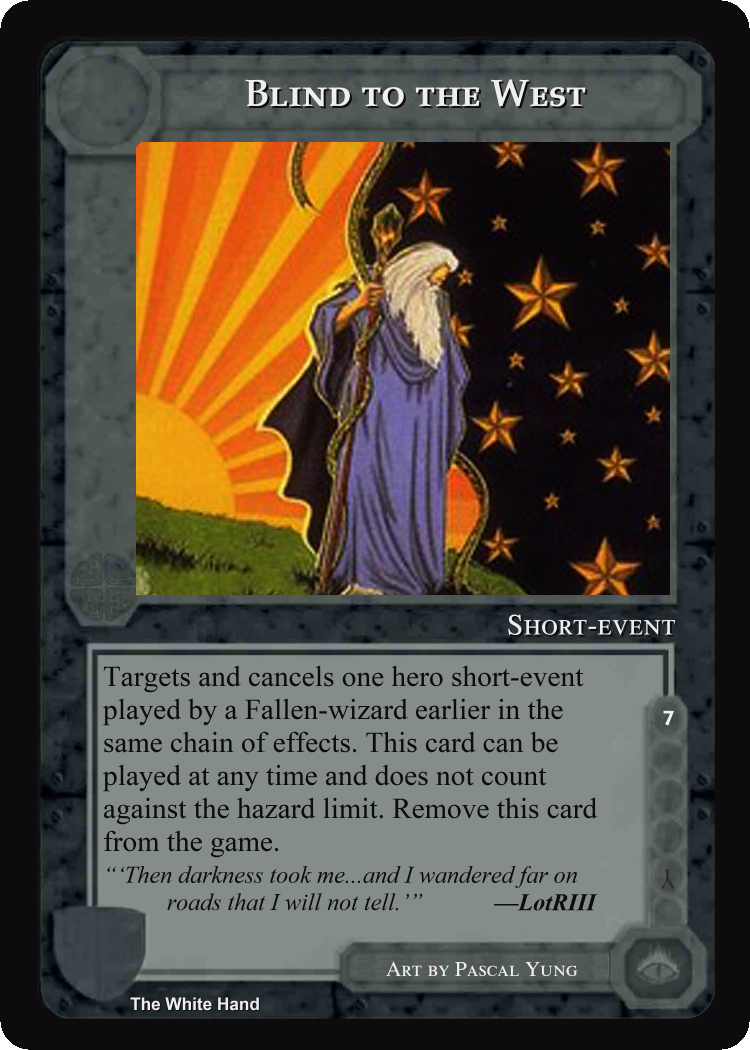 Blind to the West
Short-event
Targets and cancels one hero short-event
played by a Fallen-wizard earlier in the
same chain of effects. This card can be
played at any time and does not count
against the hazard limit. Remove this card
from the game.
“‘Then darkness took me...and I wandered far on
roads that I will not tell.’” —LotRIII
7
Art by Pascal Yung
The White Hand